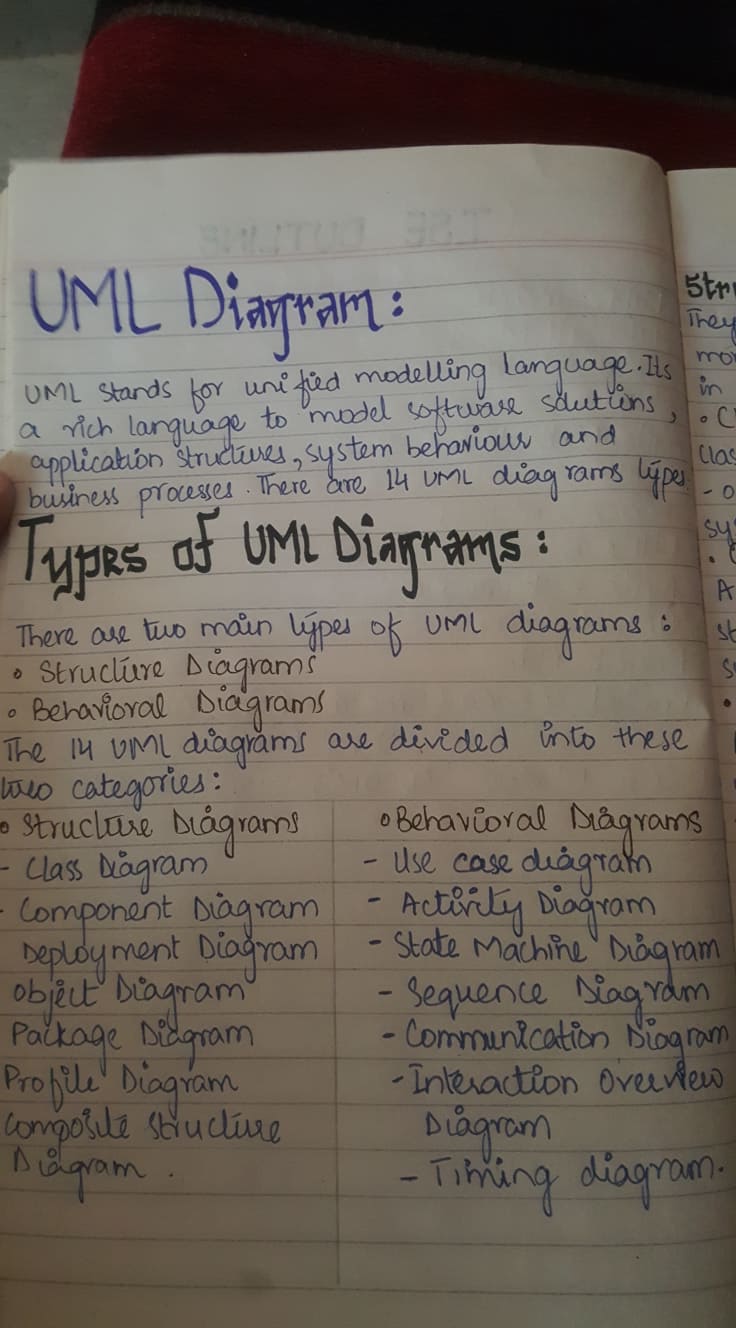 UML Diagram:
UML stands for unified modelling language. Its
a rich language to model software solutions,
application structures, system behaviour and
business processes. There are 14 UML diagrams types
Types of UML Diagrams:
There are two main types of UML diagrams:
• Structure Diagrams
• Behavioral Diagrams
The 14 UML diagrams are divided into these
two categories:
• Structure Diagrams
- Class Diagram
- Component Diagram
Deployment Diagram
Object Diagram
Package Diagram
Profile Diagram
Composite Structure
Diagram.
• Behavioral Diagrams
- Use case diagram
- Activity Diagram
- State Machine Diagram
- Sequence Diagram
- Communication Diagram
- Interaction Overview
Diagram
- Timing diagram.
Str
They
mo
in
• C
clas
- o
sy
A
st